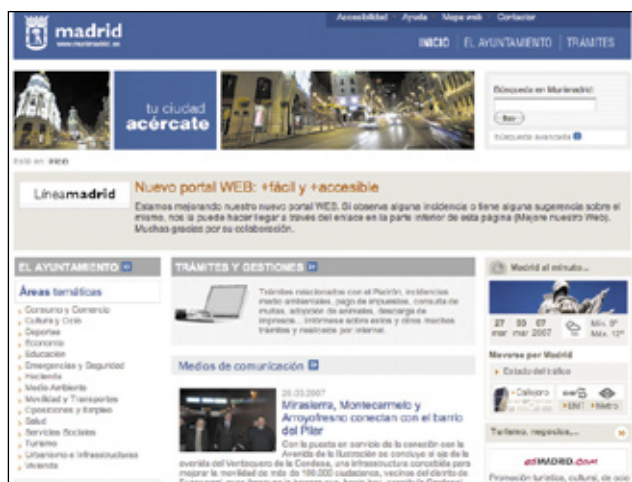 Accesibilidad Ayuda Mapa web Contactar
madrid
www.munimadrid.es
INICIO EL AYUNTAMIENTO TRÁMITES
tu ciudad
acércate
Búsqueda en Munimadrid:
búsqueda avanzada
Está en: inicio
Líneamadrid
Nuevo portal WEB: +fácil y +accesible
Estamos mejorando nuestro nuevo portal WEB. Si observa alguna incidencia o tiene alguna sugerencia sobre el
mismo, nos la puede hacer llegar a través del enlace en la parte inferior de esta página (Mejore nuestro Web).
Muchas gracias por su colaboración.
EL AYUNTAMIENTO
Áreas temáticas
Consumo y Comercio
Cultura y Ocio
Deportes
Economía
Educación
Emergencias y Seguridad
Hacienda
Medio Ambiente
Movilidad y Transportes
Oposiciones y Empleo
Salud
Servicios Sociales
Turismo
Urbanismo e Infraestructuras
Vivienda
TRÁMITES Y GESTIONES
Trámites relacionados con el Padrón, incidencias
medio ambientales, pago de impuestos, consulta de
multas, adopción de animales, descarga de
impresos... Infórmese sobre estos y otros muchos
trámites y realícelos por internet.
Medios de comunicación
26.03.2007
Mirasierra, Montecarmelo y
Arroyofresno conectan con el barrio
del Pilar
Con la puesta en servicio de la conexión con la
Avenida de la Ilustración se concluye el eje de la
avenida del Ventisquero de la Condesa, una infraestructura concebida para
mejorar la movilidad de más de 196.000 ciudadanos, vecinos del distrito de
Madrid al minuto...
27 03 07
mar mar 2007
Mín. 0º
Máx. 12º
Moverse por Madrid
Estado del tráfico
Callejero
EMT
Metro
Turismo, negocios,...
esMADRID.com
Promoción turística, cultural, de ocio